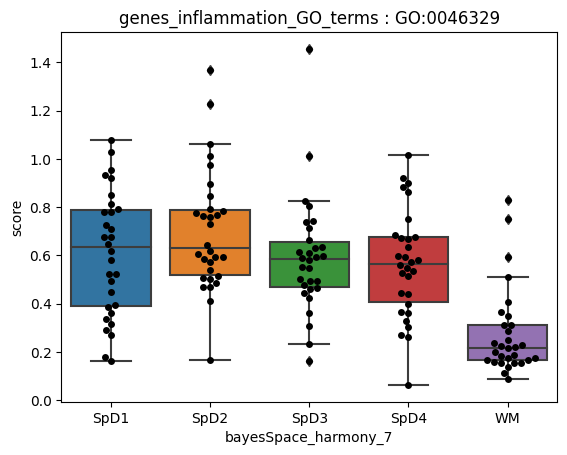 genes_inflammation_GO_terms : GO:0046329
score
1.4
1.2
1.0
0.8
0.6
0.4
0.2
0.0
SpD1 SpD2 SpD3 SpD4 WM
bayesSpace_harmony_7